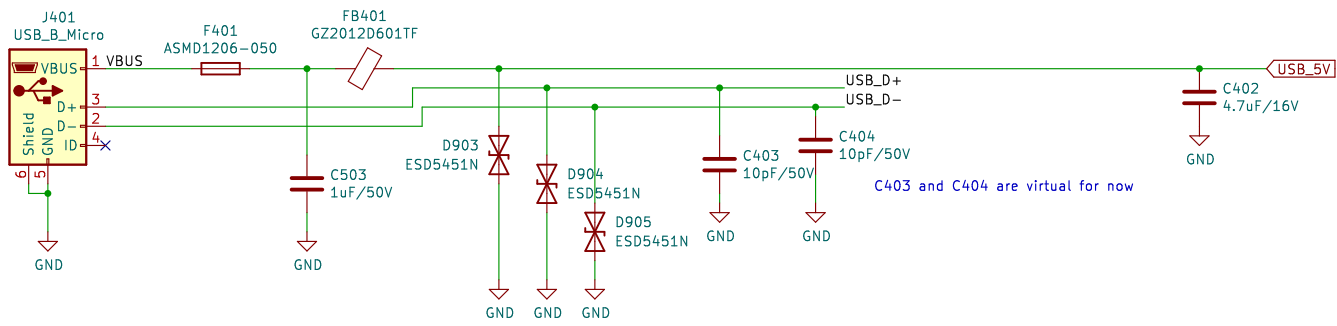 J401
USB_B_Micro
F401
ASMD1206-050
FB401
GZ2012D601TF
VBUS
1
VBUS
D+
3
D-
2
ID
4
Shield
GND
6
5
GND
C503
1uF/50V
GND
D903
ESD5451N
GND
D904
ESD5451N
GND
D905
ESD5451N
GND
USB_D+
USB_D-
C403
10pF/50V
GND
C404
10pF/50V
GND
C403 and C404 are virtual for now
USB_5V
C402
4.7uF/16V
GND